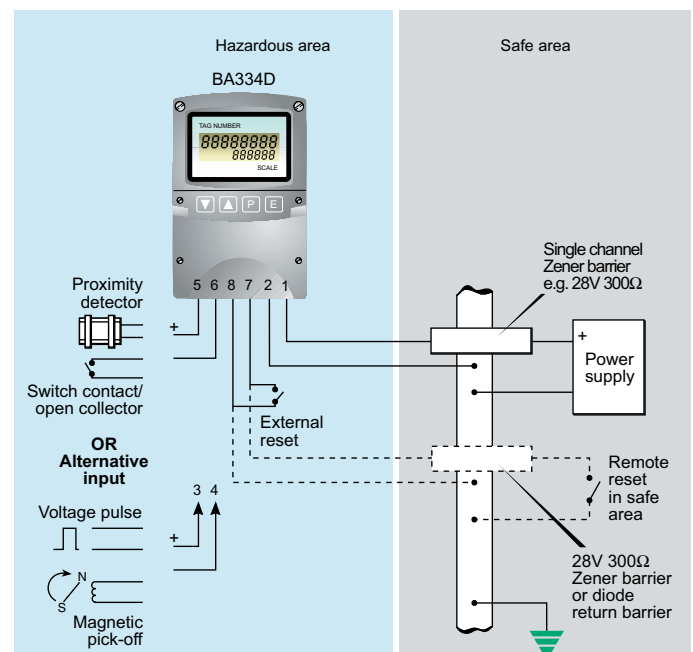 Hazardous area
Safe area
BA334D
TAG NUMBER
88888888
888888
SCALE
P E
5 6 8 7 2 1
Proximity
detector
+
Switch contact/
open collector
External
reset
OR
Alternative
input
3 4
Voltage pulse
+
N
S
Magnetic
pick-off
Single channel
Zener barrier
e.g. 28V 300Ω
+
Power
supply
Remote
reset
in safe
area
28V 300Ω
Zener barrier
or diode
return barrier